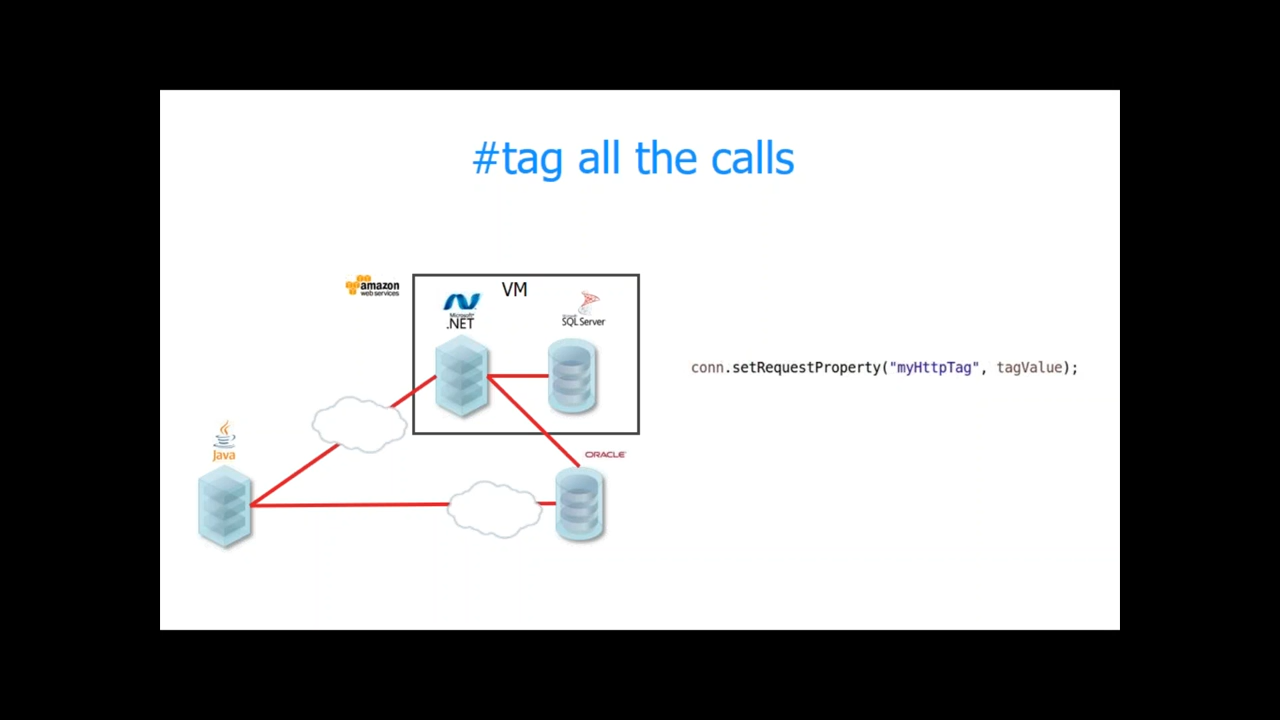 #tag all the calls
amazon
web services
VM
Microsoft
.NET
SQL Server
conn.setRequestProperty("myHttpTag", tagValue);
Java
ORACLE